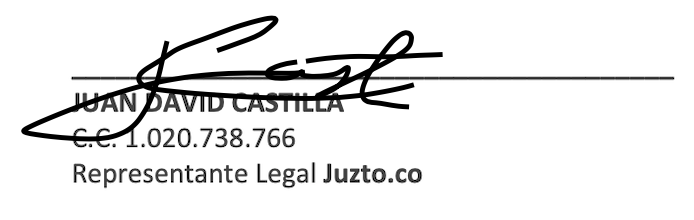 JUAN DAVID CASTILLA
C.C. 1.020.738.766
Representante Legal Juzto.co